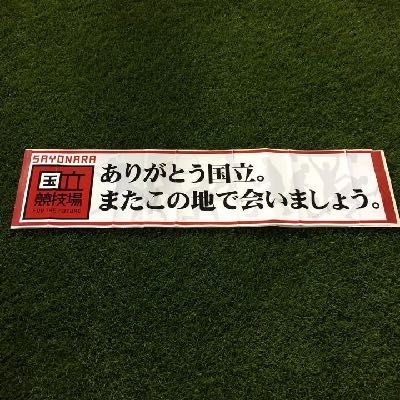 SAYONARA
国立
競技場
FOR THE FUTURE
ありがとう国立。
またこの地で会いましょう。